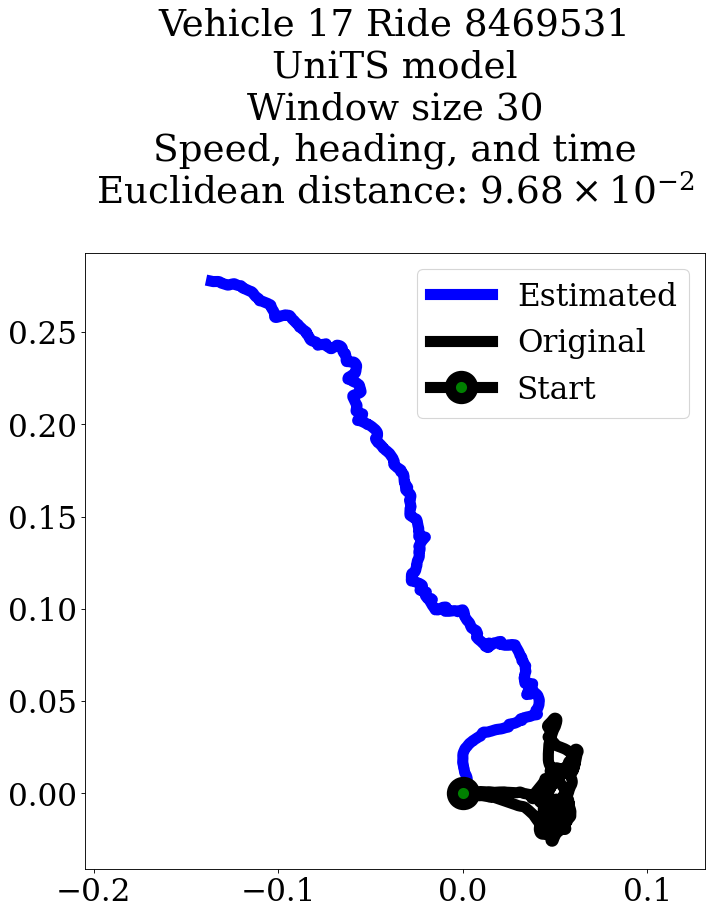 Vehicle 17 Ride 8469531
UniTS model
Window size 30
Speed, heading, and time
Euclidean distance: 9.68 × 10⁻²
Estimated
Original
Start
0.25
0.20
0.15
0.10
0.05
0.00
−0.2
−0.1
0.0
0.1